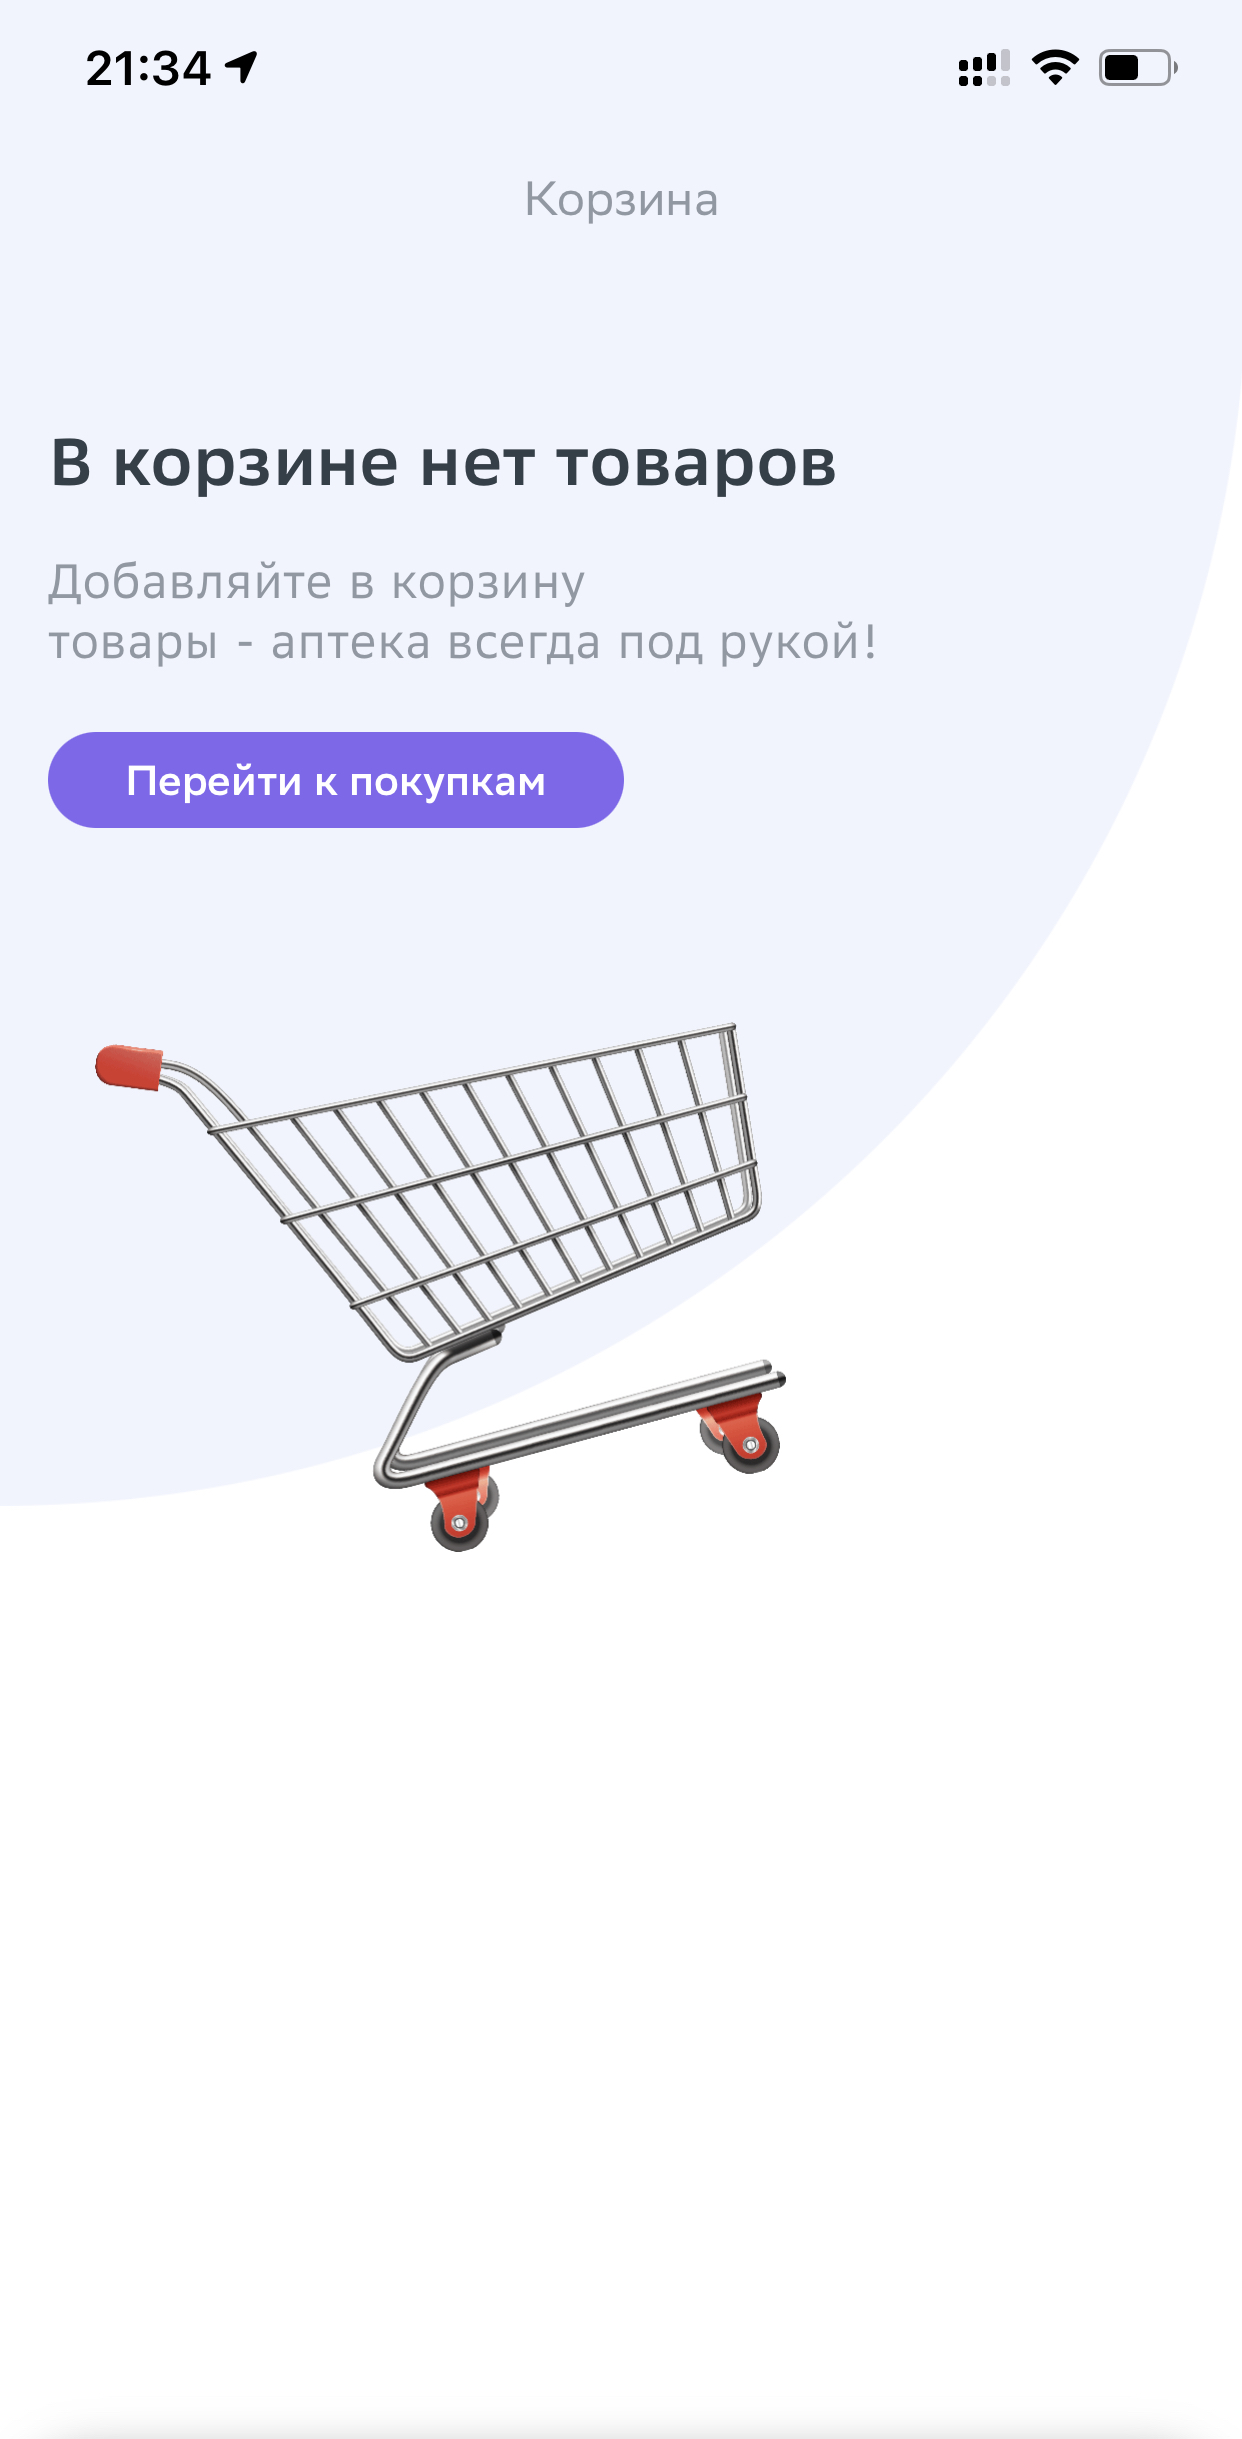 21:34
Корзина
В корзине нет товаров
Добавляйте в корзину
товары - аптека всегда под рукой!
Перейти к покупкам